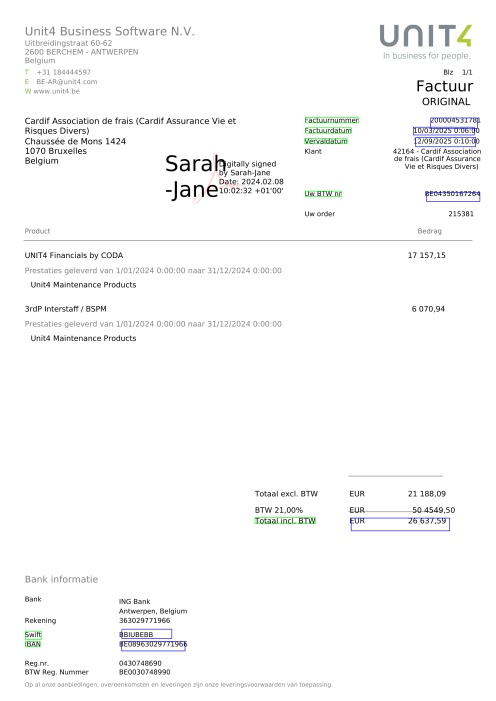 Unit4 Business Software N.V.
Uitbreidingstraat 60-62
2600 BERCHEM - ANTWERPEN
Belgium
T +31 184444597
E BE-AR@unit4.com
W www.unit4.be
UNIT4
In business for people.
Blz 1/1
Factuur
ORIGINAL
Cardif Association de frais (Cardif Assurance Vie et
Risques Divers)
Chaussée de Mons 1424
1070 Bruxelles
Belgium
Sarah
-Jane
Digitally signed
by Sarah-Jane
Date: 2024.02.08
10:02:32 +01'00'
Factuurnummer 200004531781
Factuurdatum 10/03/2025 0:06:00
Vervaldatum 12/09/2025 0:10:00
Klant 42164 - Cardif Association
de frais (Cardif Assurance
Vie et Risques Divers)
Uw BTW nr BE04350167264
Uw order 215381
Product Bedrag
UNIT4 Financials by CODA 17 157,15
Prestaties geleverd van 1/01/2024 0:00:00 naar 31/12/2024 0:00:00
Unit4 Maintenance Products
3rdP Interstaff / BSPM 6 070,94
Prestaties geleverd van 1/01/2024 0:00:00 naar 31/12/2024 0:00:00
Unit4 Maintenance Products
Totaal excl. BTW EUR 21 188,09
BTW 21,00% EUR 50 4549,50
Totaal incl. BTW EUR 26 637,59
Bank informatie
Bank ING Bank
Antwerpen, Belgium
Rekening 363029771966
Swift BBIUBEBB
IBAN BE08963029771966
Reg.nr. 0430748690
BTW Reg. Nummer BE0030748990
Op al onze aanbiedingen, overeenkomsten en leveringen zijn onze leveringsvoorwaarden van toepassing.